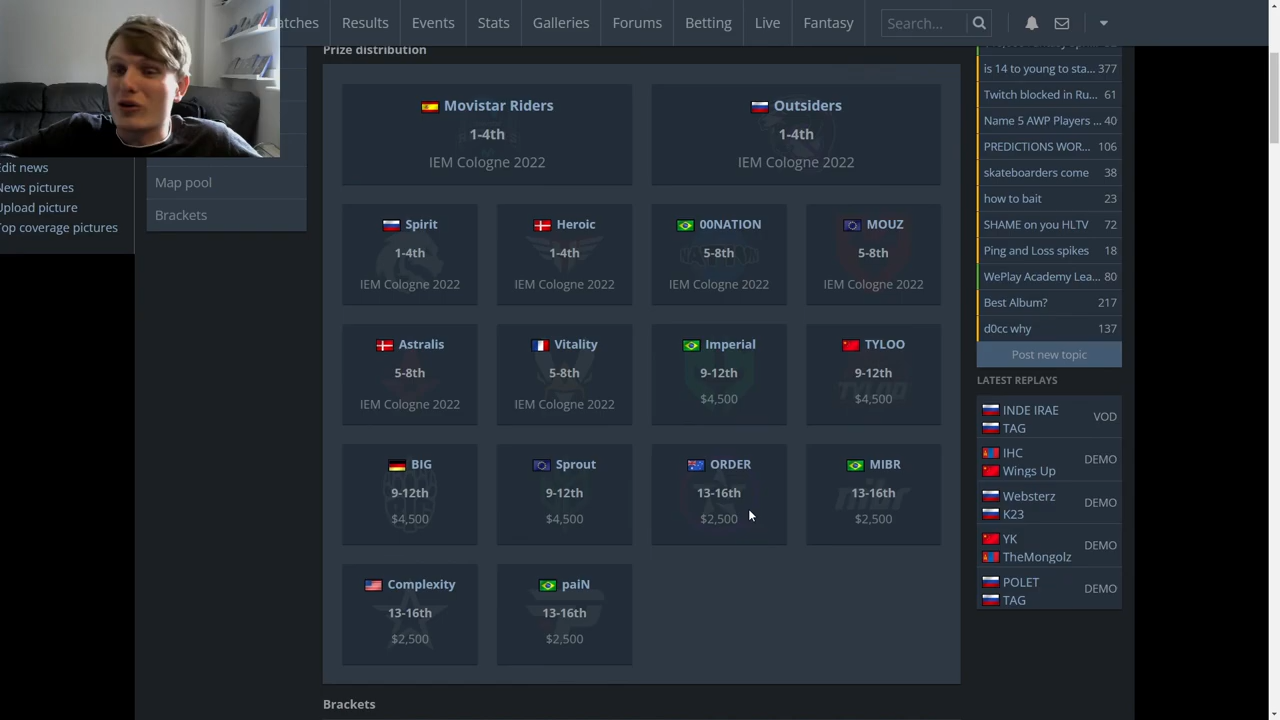 Results
Events
Stats
Galleries
Forums
Betting
Live
Fantasy
Search...
Prize distribution
Movistar Riders
1-4th
IEM Cologne 2022
Outsiders
1-4th
IEM Cologne 2022
Spirit
1-4th
IEM Cologne 2022
Heroic
1-4th
IEM Cologne 2022
00NATION
5-8th
IEM Cologne 2022
MOUZ
5-8th
IEM Cologne 2022
Astralis
5-8th
IEM Cologne 2022
Vitality
5-8th
IEM Cologne 2022
Imperial
9-12th
$4,500
TYLOO
9-12th
$4,500
BIG
9-12th
$4,500
Sprout
9-12th
$4,500
ORDER
13-16th
$2,500
MIBR
13-16th
$2,500
Complexity
13-16th
$2,500
paiN
13-16th
$2,500
Brackets
Edit news
News pictures
Upload picture
Top coverage pictures
Map pool
Brackets
is 14 to young to sta... 377
Twitch blocked in Ru... 61
Name 5 AWP Players ... 40
PREDICTIONS WOR... 106
skateboarders come 38
how to bait 23
SHAME on you HLTV 72
Ping and Loss spikes 18
WePlay Academy Lea... 80
Best Album? 217
d0cc why 137
Post new topic
LATEST REPLAYS
INDE IRAE
TAG
VOD
IHC
Wings Up
DEMO
Websterz
K23
DEMO
YK
TheMongolz
DEMO
POLET
TAG
DEMO